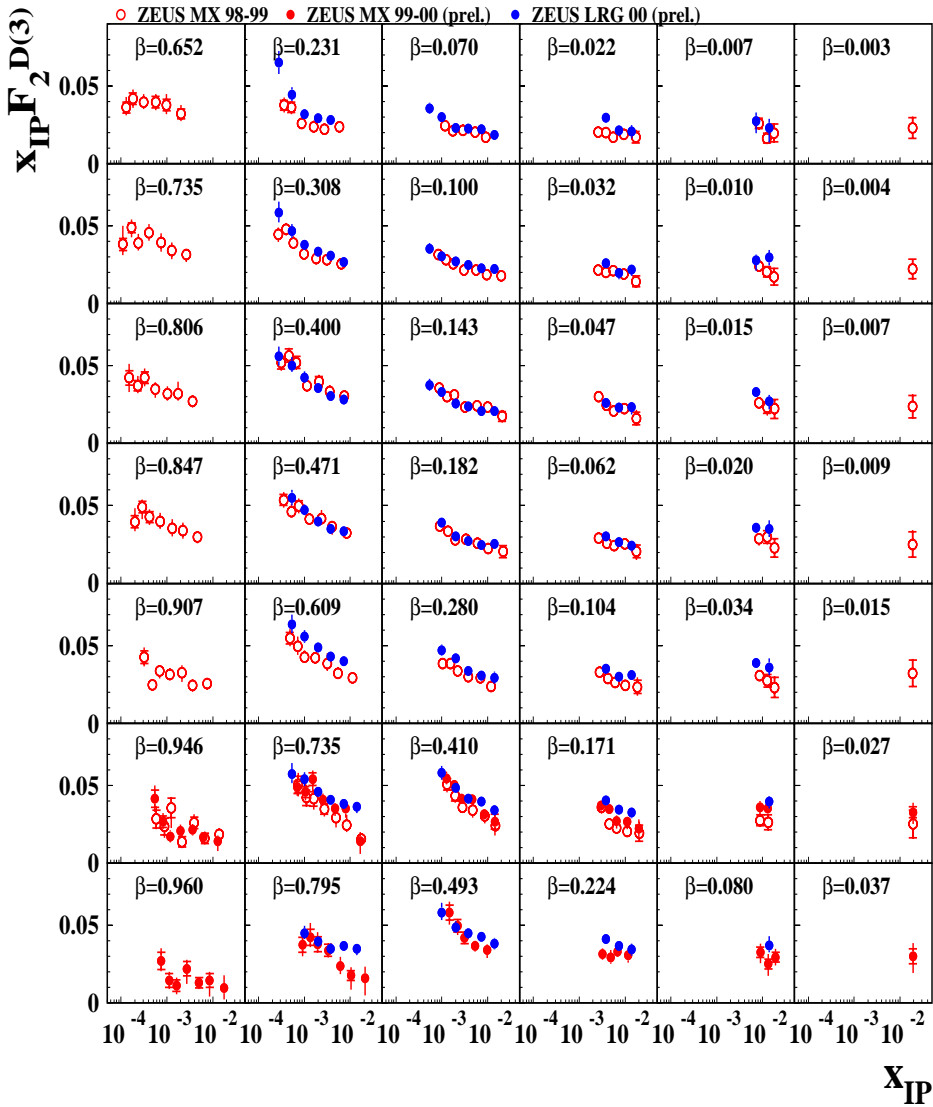 ZEUS MX 98-99 ZEUS MX 99-00 (prel.) ZEUS LRG 00 (prel.)
x_IP F_2^D(3)
β=0.652 β=0.231 β=0.070 β=0.022 β=0.007 β=0.003
0.05
0
β=0.735 β=0.308 β=0.100 β=0.032 β=0.010 β=0.004
0.05
0
β=0.806 β=0.400 β=0.143 β=0.047 β=0.015 β=0.007
0.05
0
β=0.847 β=0.471 β=0.182 β=0.062 β=0.020 β=0.009
0.05
0
β=0.907 β=0.609 β=0.280 β=0.104 β=0.034 β=0.015
0.05
0
β=0.946 β=0.735 β=0.410 β=0.171 β=0.027
0.05
0
β=0.960 β=0.795 β=0.493 β=0.224 β=0.080 β=0.037
0.05
0
10^-4 10^-3 10^-2 10^-4 10^-3 10^-2 10^-4 10^-3 10^-2 10^-4 10^-3 10^-2 10^-4 10^-3 10^-2 10^-4 10^-3 10^-2
x_IP